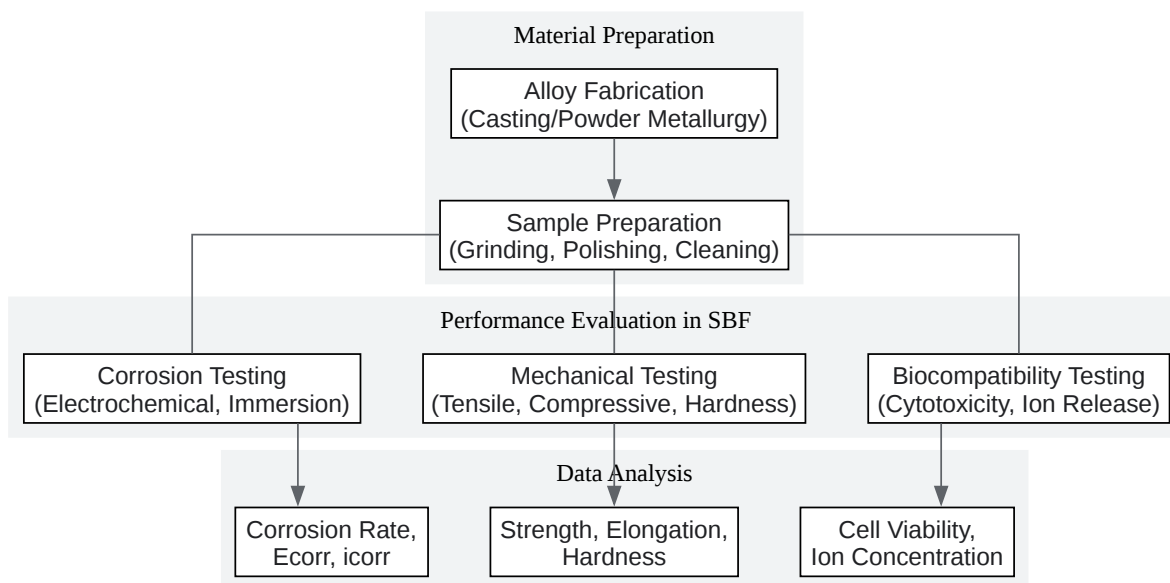 Material Preparation
Alloy Fabrication
(Casting/Powder Metallurgy)
Sample Preparation
(Grinding, Polishing, Cleaning)
Performance Evaluation in SBF
Corrosion Testing
(Electrochemical, Immersion)
Mechanical Testing
(Tensile, Compressive, Hardness)
Biocompatibility Testing
(Cytotoxicity, Ion Release)
Data Analysis
Corrosion Rate,
Ecorr, icorr
Strength, Elongation,
Hardness
Cell Viability,
Ion Concentration